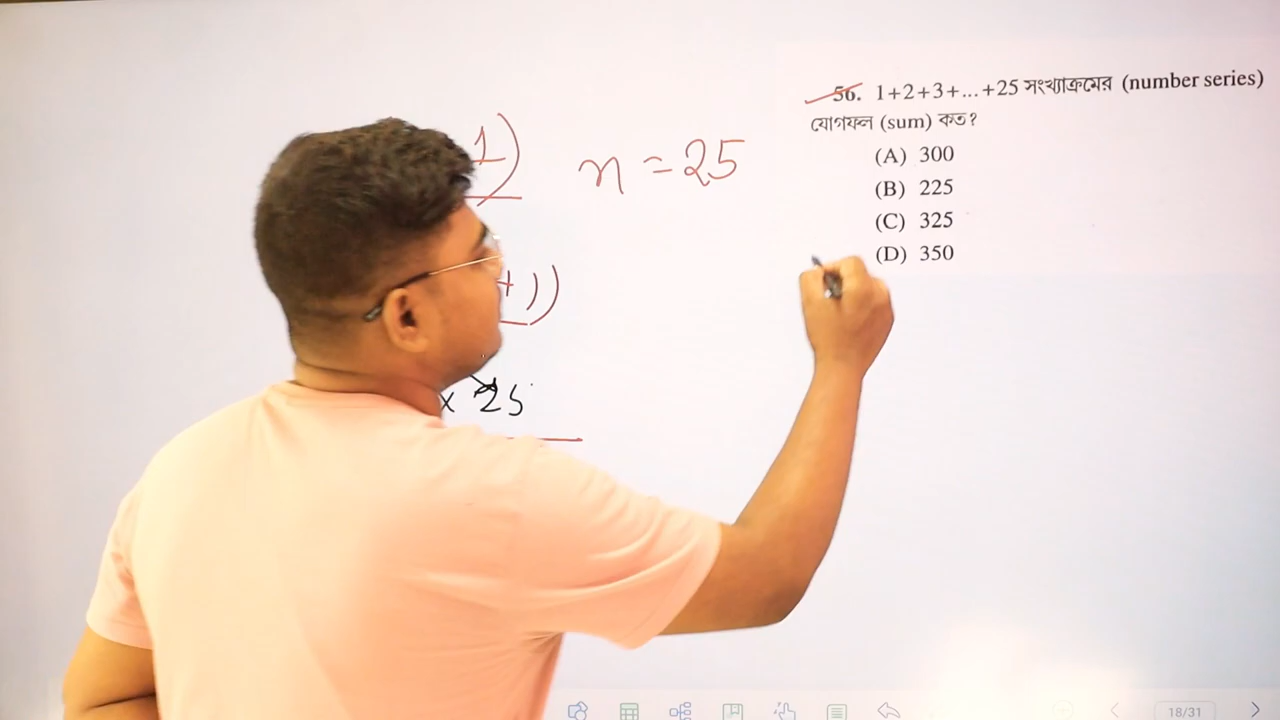 56. 1+2+3+...+25 সংখ্যাক্রমের (number series)
যোগফল (sum) কত?
(A) 300
(B) 225
(C) 325
(D) 350
1)
n = 25
+1)
x 25
18/31